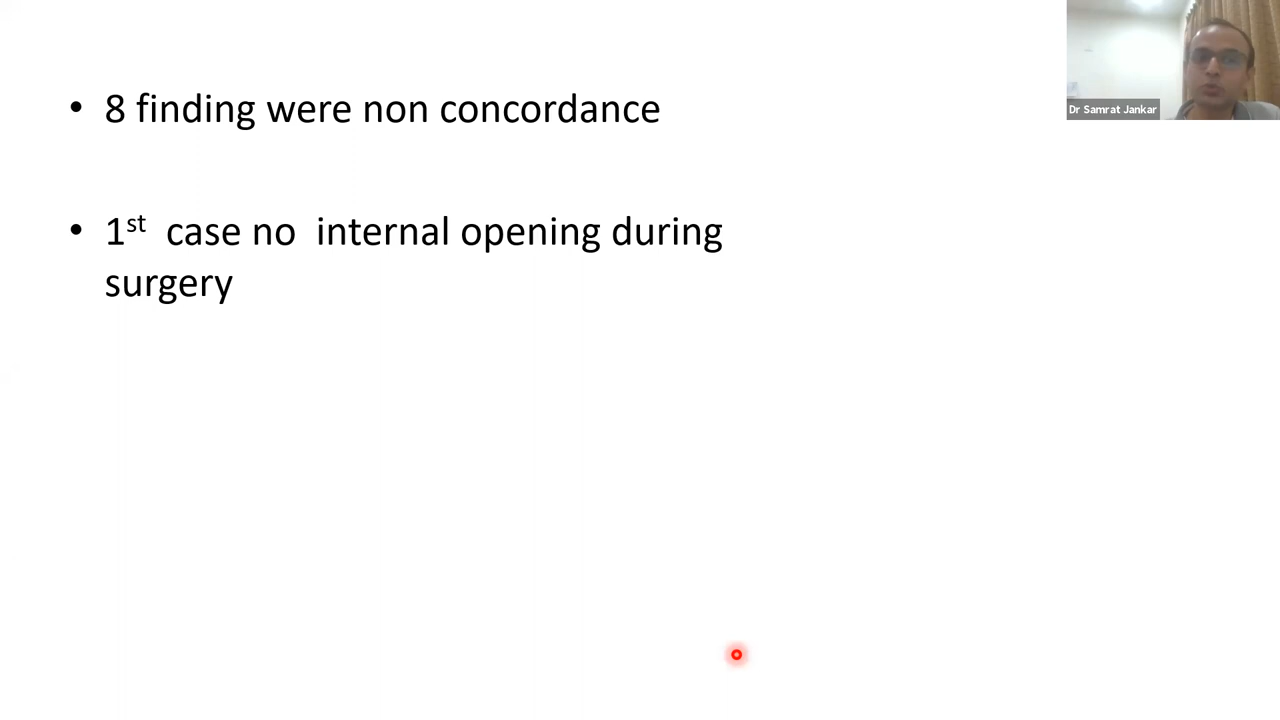 • 8 finding were non concordance
• 1st case no internal opening during
surgery
Dr Samrat Jankar